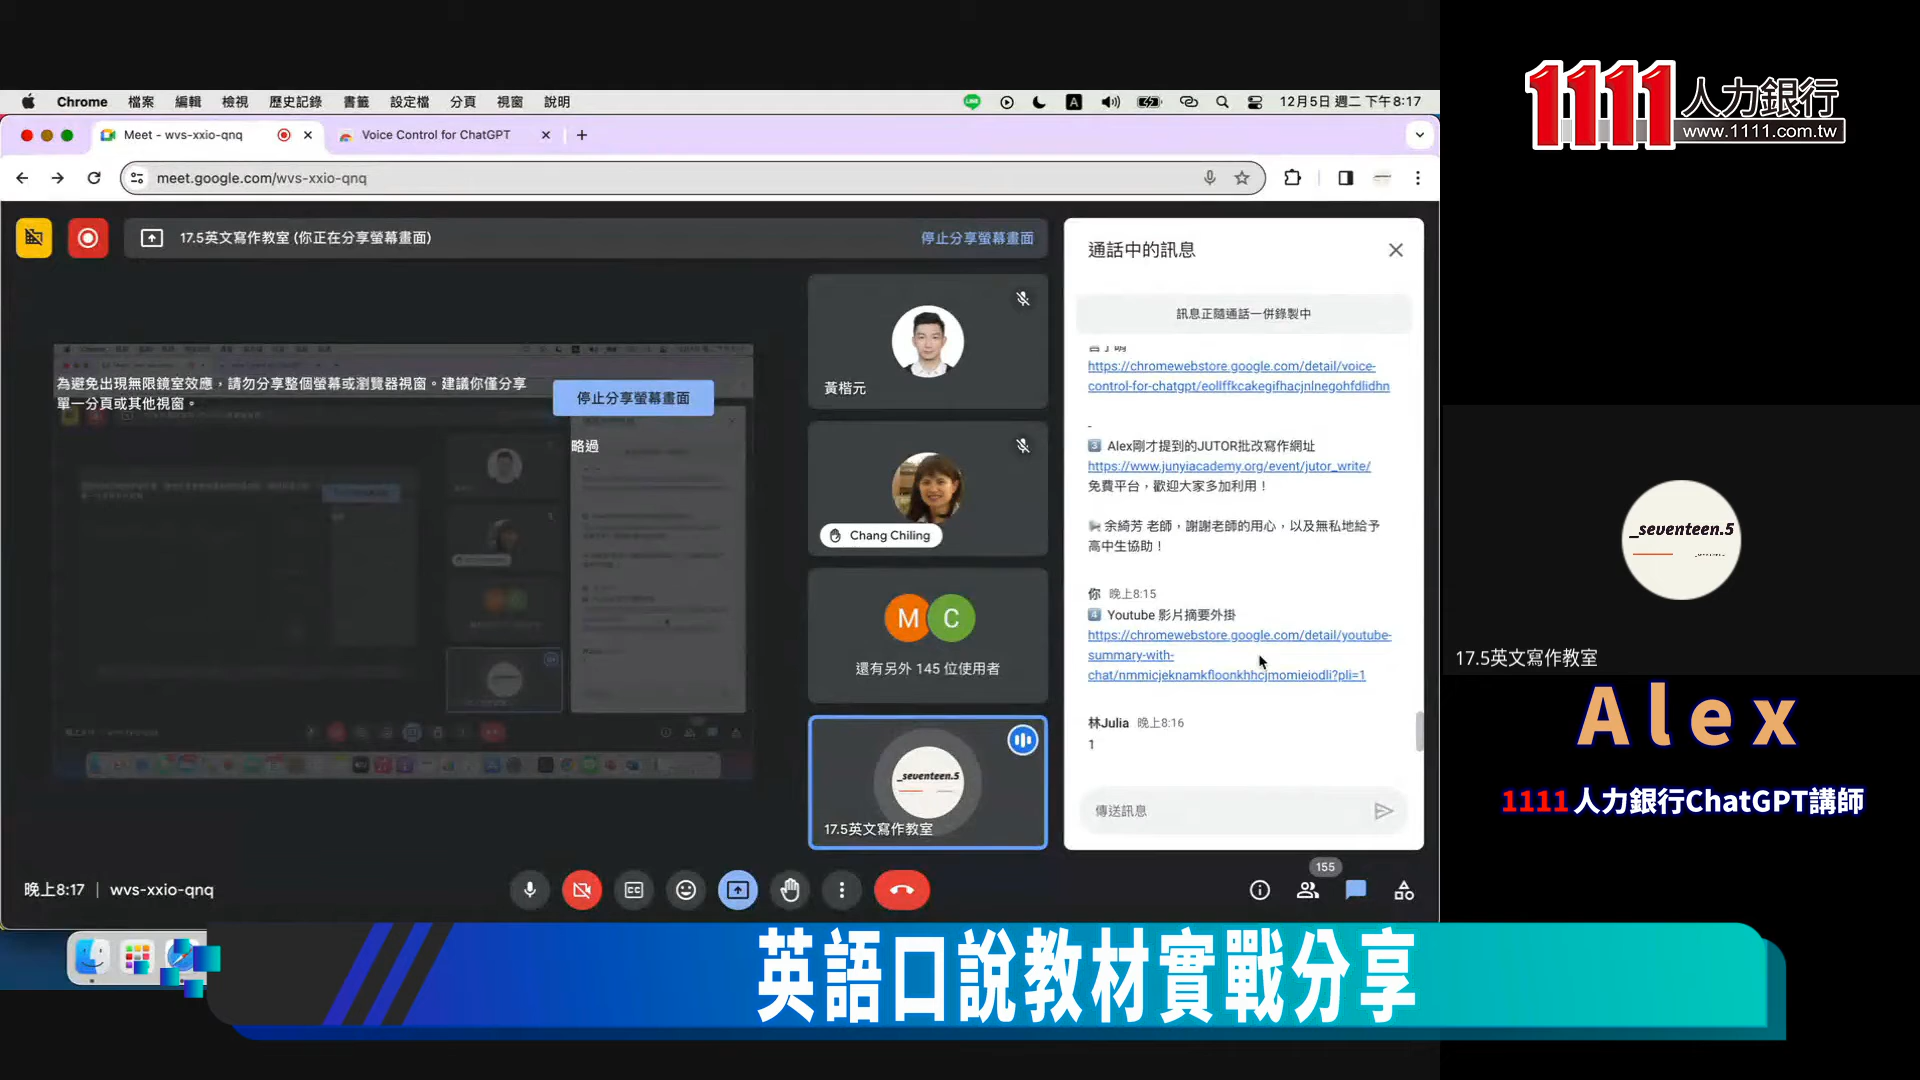 Chrome 檔案 編輯 檢視 歷史記錄 書籤 設定檔 分頁 視窗 說明
A
12月5日 週二 下午8:17
Meet - wvs-xxio-qnq
Voice Control for ChatGPT
meet.google.com/wvs-xxio-qnq
17.5英文寫作教室 (你正在分享螢幕畫面)
停止分享螢幕畫面
為避免出現無限鏡室效應，請勿分享整個螢幕或瀏覽器視窗。建議你僅分享
單一分頁或其他視窗。
停止分享螢幕畫面
略過
黃楷元
Chang Chiling
M
C
還有另外 145 位使用者
_seventeen.5
17.5英文寫作教室
通話中的訊息
訊息正隨通話一併錄製中
https://chromewebstore.google.com/detail/voice-
control-for-chatgpt/eollffkcakegifhacjnlnegohfdlidhn
-
3 Alex剛才提到的JUTOR批改寫作網址
https://www.junyiacademy.org/event/jutor_write/
免費平台，歡迎大家多加利用！
余綺芳 老師，謝謝老師的用心，以及無私地給予
高中生協助！
你 晚上8:15
4 Youtube 影片摘要外掛
https://chromewebstore.google.com/detail/youtube-
summary-with-
chat/nmmicjeknamkfloonkhhcjmomieiodli?pli=1
林Julia 晚上8:16
1
傳送訊息
155
晚上8:17 | wvs-xxio-qnq
英語口說教材實戰分享
1111人力銀行
www.1111.com.tw
_seventeen.5
17.5英文寫作教室
Alex
1111人力銀行ChatGPT講師